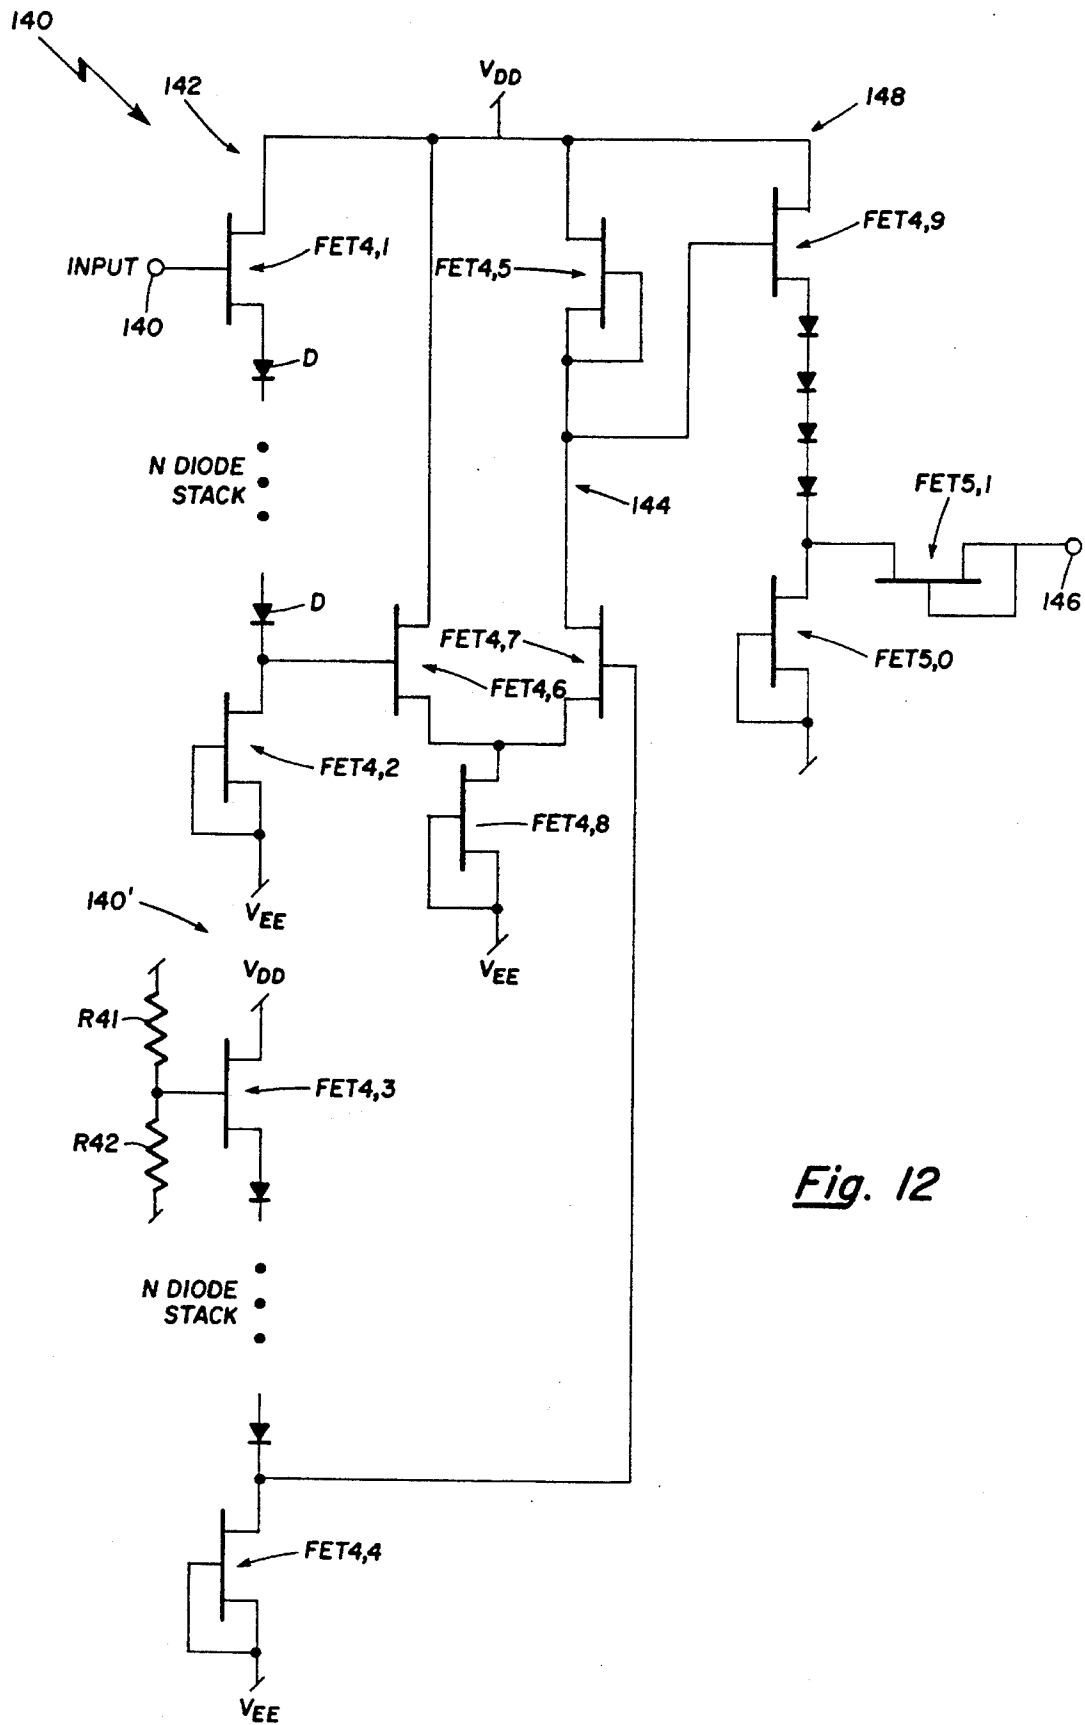 140
142
VDD
148
FET4,1
FET4,5
FET4,9
INPUT
140
D
N DIODE
STACK
144
FET5,1
146
D
FET4,7
FET4,6
FET5,0
FET4,2
FET4,8
140'
VEE
VEE
VDD
R41
FET4,3
R42
Fig. 12
N DIODE
STACK
FET4,4
VEE